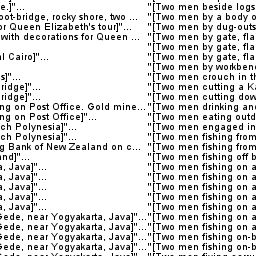 e.]"... "[Two men beside logs
oot-bridge, rocky shore, two ... "[Two men by a body o
or Queen Elizabeth's tour]"... "[Two men by dug-outs
with decorations for Queen ... "[Two men by gate, fla
"[Two men by gate, fla
al Cairo]"... "[Two men by gate, fla
"[Two men by workbenc
s]"... "[Two men crouch in th
ridge]"... "[Two men cutting a Ka
ridge]"... "[Two men cutting dow
ng on Post Office. Gold mine... "[Two men drinking and
ng on Post Office]"... "[Two men eating outd
ch Polynesia]"... "[Two men engaged in
ch Polynesia]"... "[Two men fishing from
g Bank of New Zealand on c... "[Two men fishing from
and]"... "[Two men fishing off b
, Java]"... "[Two men fishing on a
, Java]"... "[Two men fishing on a
, Java]"... "[Two men fishing on a
, Java]"... "[Two men fishing on a
Gede, near Yogyakarta, Java]"... "[Two men fishing on a
Gede, near Yogyakarta, Java]"... "[Two men fishing on-b
Gede, near Yogyakarta, Java]"... "[Two men fishing on-b